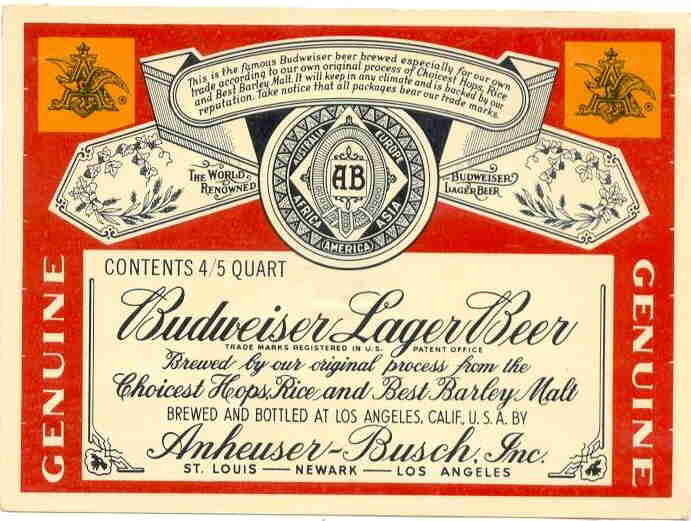 This is the famous Budweiser beer brewed especially for our own
trade according to our own original process of Choicest Hops, Rice
and Best Barley Malt. It will keep in any climate and is backed by our
reputation. Take notice that all packages bear our trade marks.
THE WORLD
RENOWNED
BUDWEISER
LAGER BEER
AUSTRALIA
EUROPE
AB
AFRICA
ASIA
AMERICA
GENUINE
CONTENTS 4/5 QUART
Budweiser Lager Beer
TRADE MARKS REGISTERED IN U.S. PATENT OFFICE
Brewed by our original process from the
Choicest Hops, Rice and Best Barley Malt
BREWED AND BOTTLED AT LOS ANGELES, CALIF., U. S. A. BY
Anheuser-Busch, Inc.
ST. LOUIS — NEWARK — LOS ANGELES
GENUINE